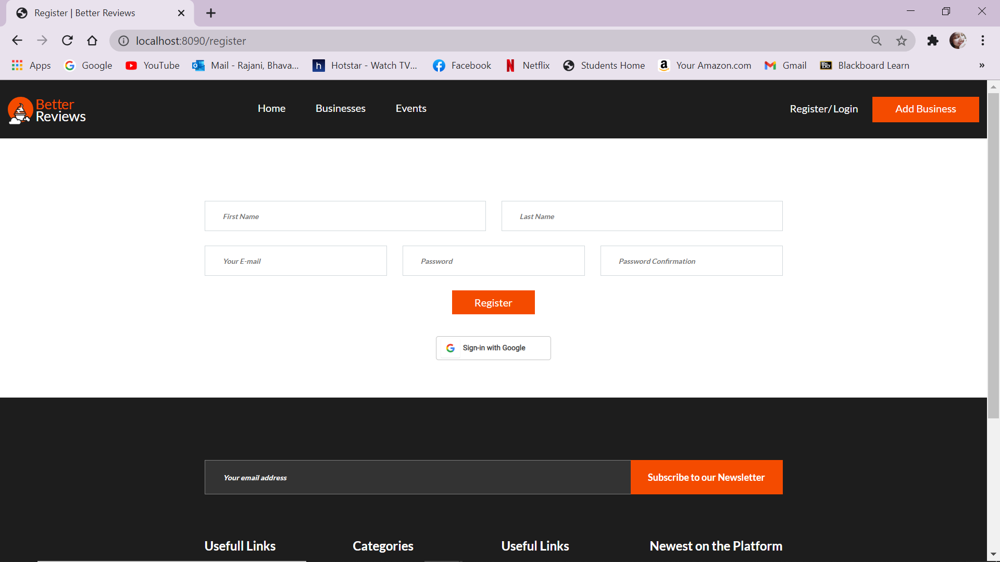 Register | Better Reviews
localhost:8090/register
Apps Google YouTube Mail - Rajani, Bhava... h Hotstar - Watch TV... Facebook Netflix Students Home a Your Amazon.com Gmail Bb Blackboard Learn »
Better
Reviews
Home Businesses Events Register/Login Add Business
First Name Last Name
Your E-mail Password Password Confirmation
Register
Sign-in with Google
Your email address Subscribe to our Newsletter
Usefull Links Categories Useful Links Newest on the Platform